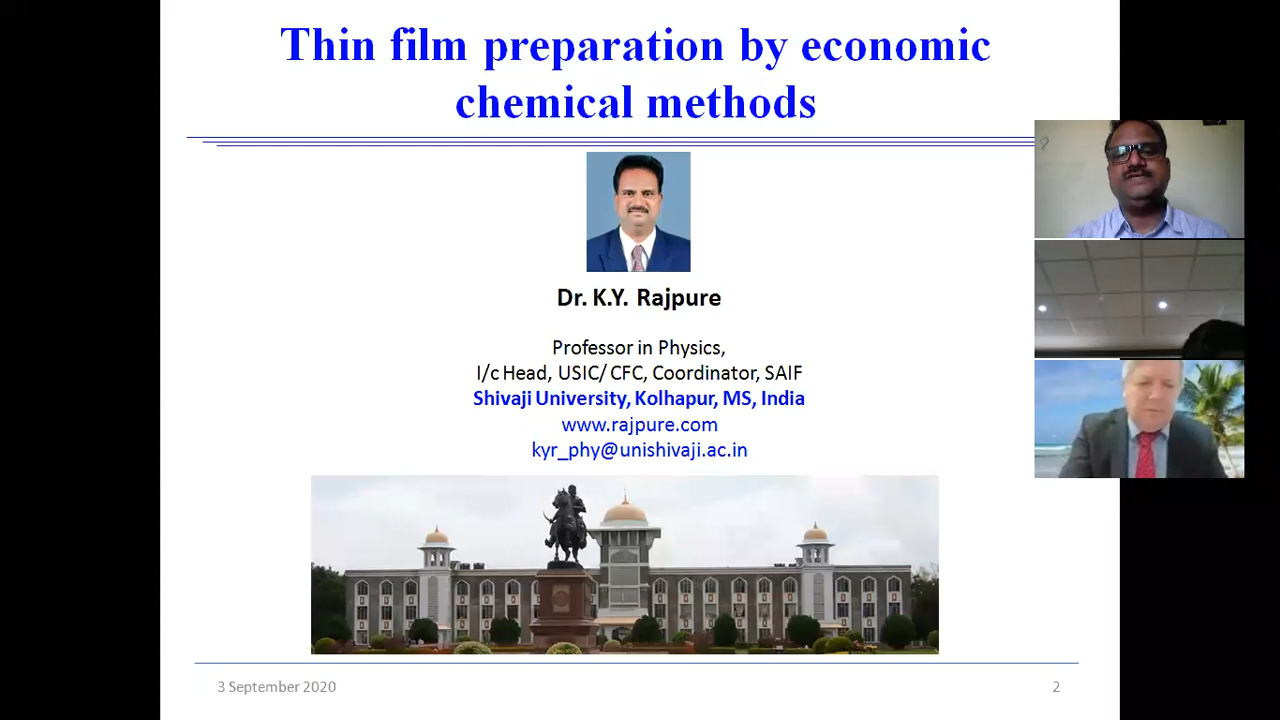 Thin film preparation by economic
chemical methods
Dr. K.Y. Rajpure
Professor in Physics,
I/c Head, USIC/ CFC, Coordinator, SAIF
Shivaji University, Kolhapur, MS, India
www.rajpure.com
kyr_phy@unishivaji.ac.in
3 September 2020
2